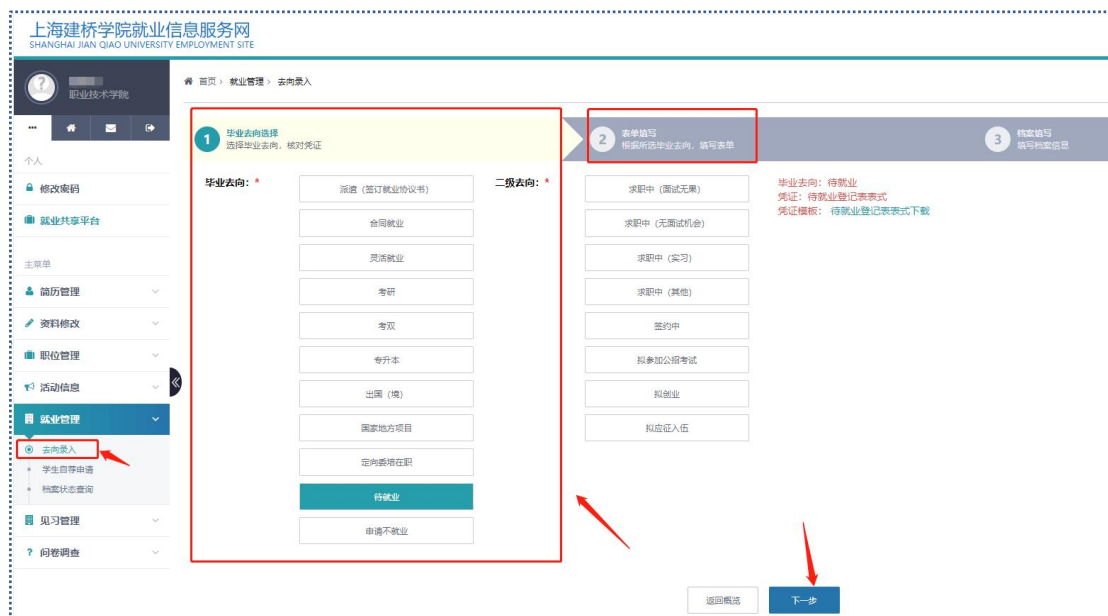 上海建桥学院就业信息服务网
SHANGHAI JIAN QIAO UNIVERSITY EMPLOYMENT SITE
职业技术学院
首页 › 就业管理 › 去向录入
1 毕业去向选择
选择毕业去向，核对凭证
2 表单填写
根据所选毕业去向，填写表单
3 档案填写
填写档案信息
个人
修改密码
就业共享平台
主菜单
简历管理
资料修改
职位管理
活动信息
就业管理
去向录入
学生自荐申请
档案状态查询
见习管理
? 问卷调查
毕业去向：*
派遣（签订就业协议书）
合同就业
灵活就业
考研
考双
专升本
出国（境）
国家地方项目
定向委培在职
待就业
申请不就业
二级去向：*
求职中（面试无果）
求职中（无面试机会）
求职中（实习）
求职中（其他）
签约中
拟参加公招考试
拟创业
拟应征入伍
毕业去向：待就业
凭证：待就业登记表表式
凭证模板： 待就业登记表表式下载
返回概览
下一步